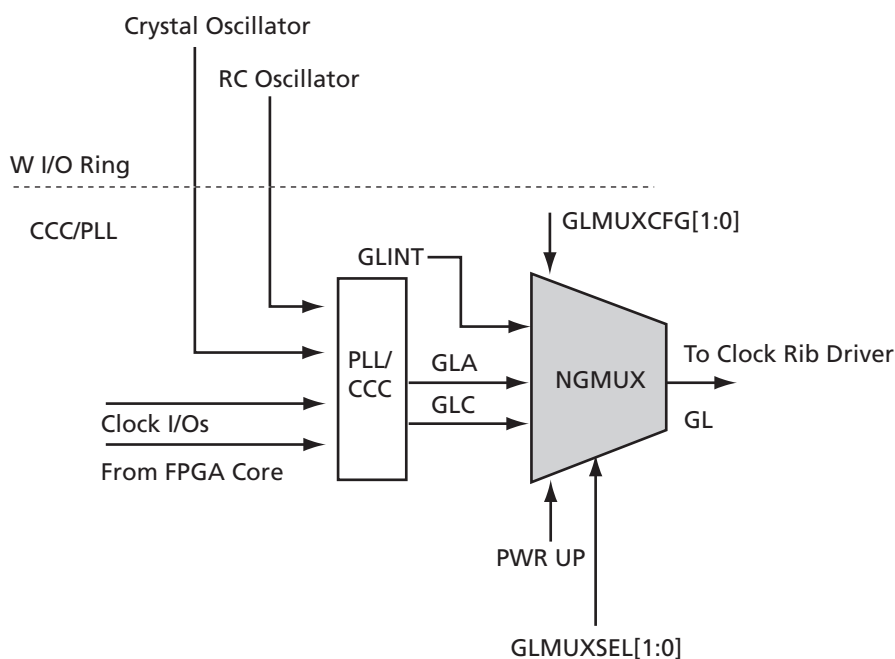 Crystal Oscillator
RC Oscillator
W I/O Ring
CCC/PLL
GLMUXCFG[1:0]
GLINT
PLL/
CCC
GLA
GLC
NGMUX
To Clock Rib Driver
GL
Clock I/Os
From FPGA Core
PWR UP
GLMUXSEL[1:0]